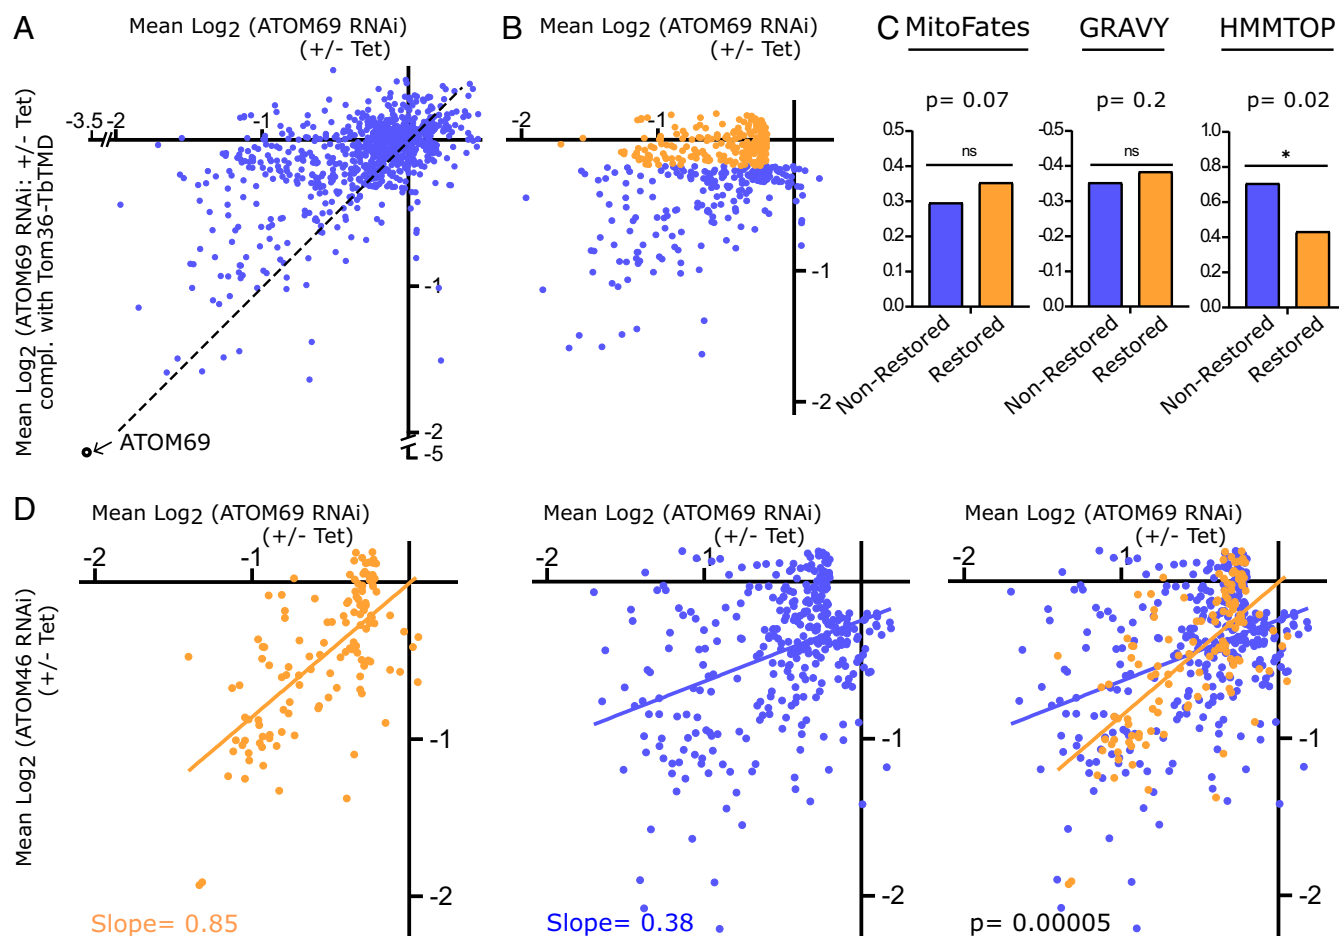 A
Mean Log2 (ATOM69 RNAi)
(+/- Tet)
Mean Log2 (ATOM69 RNAi: +/- Tet)
compl. with Tom36-TbTMD
-3.5
-2
-1
-1
-2
-5
ATOM69
B
Mean Log2 (ATOM69 RNAi)
(+/- Tet)
-2
-1
-1
-2
C
MitoFates
p= 0.07
ns
0.5
0.4
0.3
0.2
0.1
0.0
Non-Restored
Restored
GRAVY
p= 0.2
ns
-0.5
-0.4
-0.3
-0.2
-0.1
-0.0
Non-Restored
Restored
HMMTOP
p= 0.02
*
1.0
0.8
0.6
0.4
0.2
0.0
Non-Restored
Restored
D
Mean Log2 (ATOM69 RNAi)
(+/- Tet)
Mean Log2 (ATOM46 RNAi)
(+/- Tet)
-2
-1
-1
-2
Slope= 0.85
Mean Log2 (ATOM69 RNAi)
(+/- Tet)
-2
-1
-1
-2
Slope= 0.38
Mean Log2 (ATOM69 RNAi)
(+/- Tet)
-2
-1
-1
-2
p= 0.00005